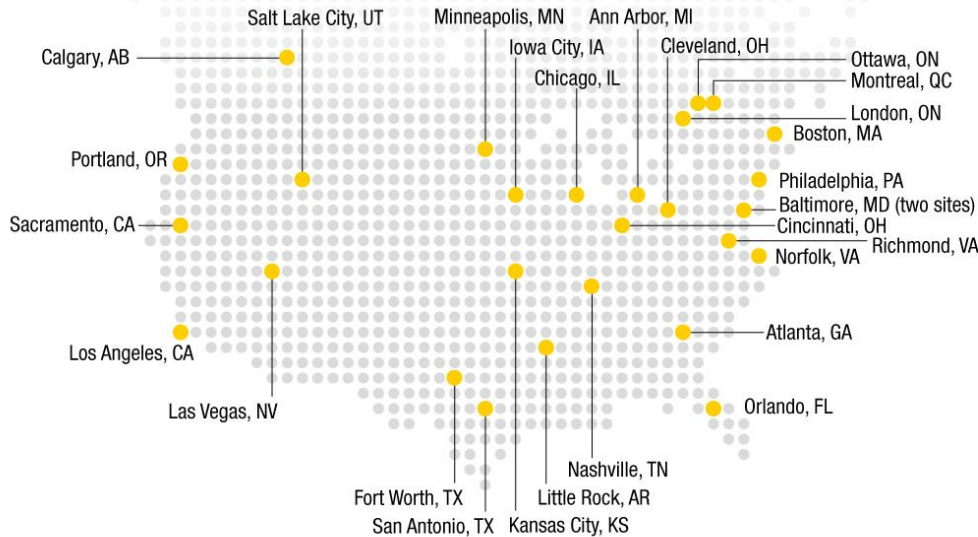 Salt Lake City, UT
Minneapolis, MN
Ann Arbor, MI
Iowa City, IA
Cleveland, OH
Calgary, AB
Ottawa, ON
Chicago, IL
Montreal, QC
London, ON
Boston, MA
Portland, OR
Philadelphia, PA
Baltimore, MD (two sites)
Sacramento, CA
Cincinnati, OH
Richmond, VA
Norfolk, VA
Los Angeles, CA
Atlanta, GA
Las Vegas, NV
Orlando, FL
Nashville, TN
Fort Worth, TX
Little Rock, AR
San Antonio, TX
Kansas City, KS